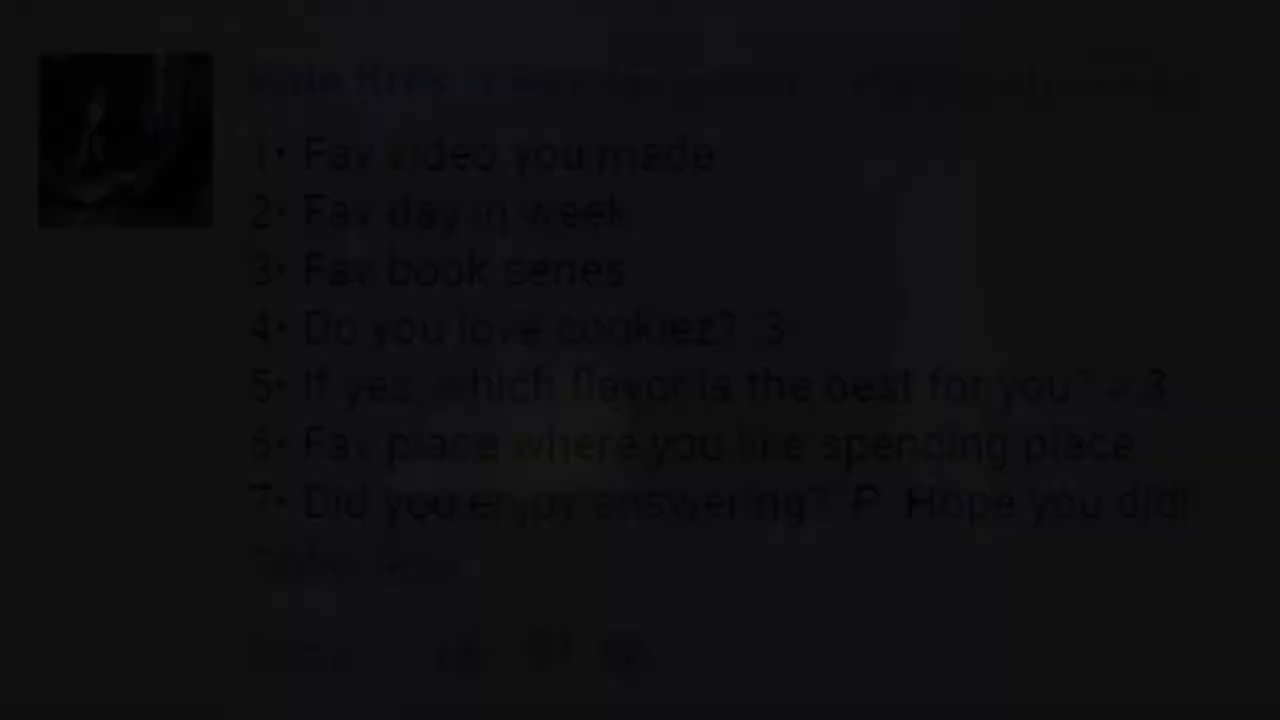 1• Fav video you made
2• Fav day in week
3• Fav book series
4• Do you love cookiez? :3
5• If yes, which flavor is the best for you? = 3
6• Fav place where you like spending place
7• Did you enjoy answering? :P Hope you did!
Show less